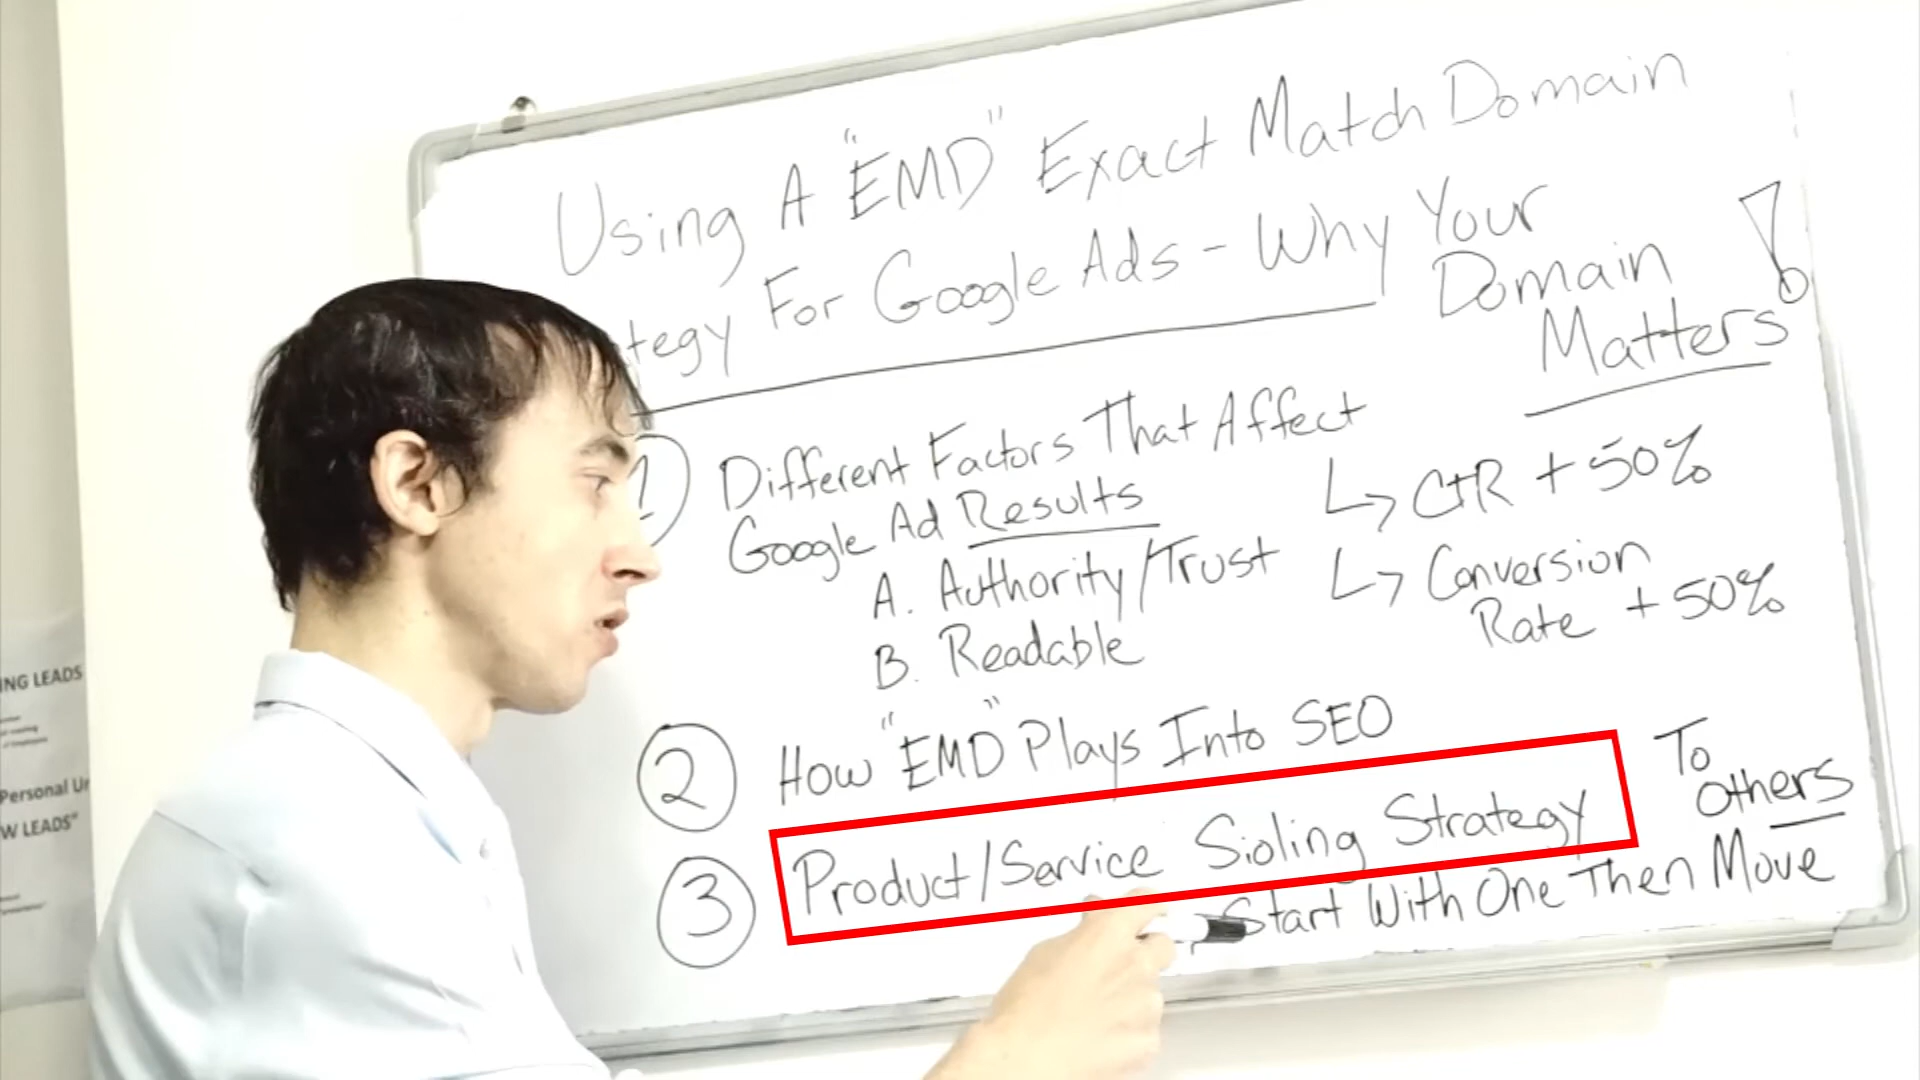 Using A "EMD" Exact Match Domain
tegy For Google Ads - Why Your
Domain
Matters!
1 Different Factors That Affect
Google Ad Results
A. Authority/Trust
B. Readable
↳ CTR + 50%
↳ Conversion
Rate + 50%
2 How "EMD" Plays Into SEO
3 Product/Service Sioling Strategy
Start With One Then Move
To
Others
ING LEADS
Personal Ur
W LEADS"